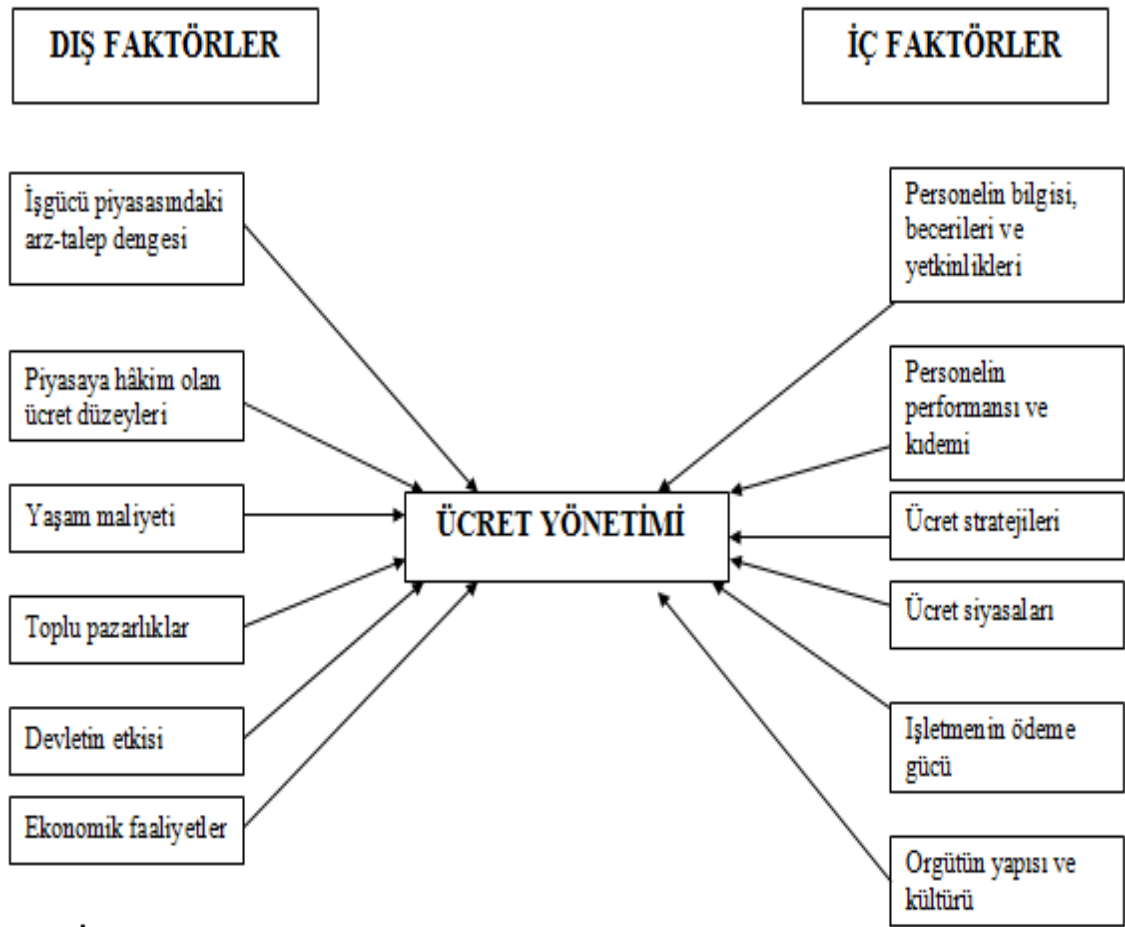 DIŞ FAKTÖRLER
İÇ FAKTÖRLER
İşgücü piyasasındaki
arz-talep dengesi
Piyasaya hâkim olan
ücret düzeyleri
Yaşam maliyeti
Toplu pazarlıklar
Devletin etkisi
Ekonomik faaliyetler
ÜCRET YÖNETİMİ
Personelin bilgisi,
becerileri ve
yetkinlikleri
Personelin
performansı ve
kıdemi
Ücret stratejileri
Ücret siyasaları
Işletmenin ödeme
gücü
Orgütün yapısı ve
kültürü